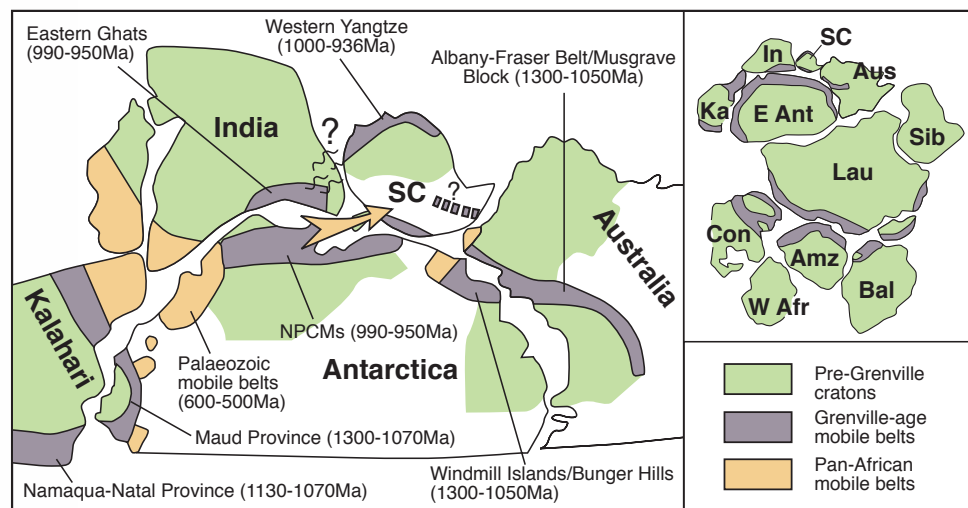 Eastern Ghats
(990-950Ma)
Western Yangtze
(1000-936Ma)
Albany-Fraser Belt/Musgrave
Block (1300-1050Ma)
India
?
SC
?
Australia
Kalahari
NPCMs (990-950Ma)
Palaeozoic
mobile belts
(600-500Ma)
Antarctica
Maud Province (1300-1070Ma)
Namaqua-Natal Province (1130-1070Ma)
Windmill Islands/Bunger Hills
(1300-1050Ma)
SC
In
Aus
Ka
E Ant
Sib
Lau
Con
Amz
Bal
W Afr
Pre-Grenville
cratons
Grenville-age
mobile belts
Pan-African
mobile belts